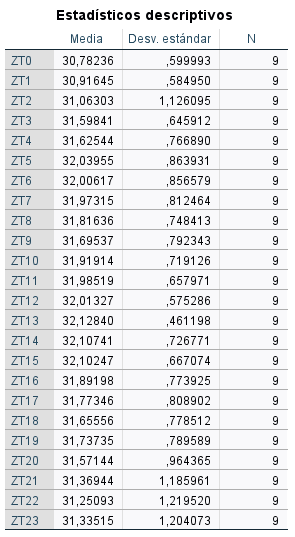 Estadísticos descriptivos
Media Desv. estándar N
ZT0 30,78236 ,599993 9
ZT1 30,91645 ,584950 9
ZT2 31,06303 1,126095 9
ZT3 31,59841 ,645912 9
ZT4 31,62544 ,766890 9
ZT5 32,03955 ,863931 9
ZT6 32,00617 ,856579 9
ZT7 31,97315 ,812464 9
ZT8 31,81636 ,748413 9
ZT9 31,69537 ,792343 9
ZT10 31,91914 ,719126 9
ZT11 31,98519 ,657971 9
ZT12 32,01327 ,575286 9
ZT13 32,12840 ,461198 9
ZT14 32,10741 ,726771 9
ZT15 32,10247 ,667074 9
ZT16 31,89198 ,773925 9
ZT17 31,77346 ,808902 9
ZT18 31,65556 ,778512 9
ZT19 31,73735 ,789589 9
ZT20 31,57144 ,964365 9
ZT21 31,36944 1,185961 9
ZT22 31,25093 1,219520 9
ZT23 31,33515 1,204073 9